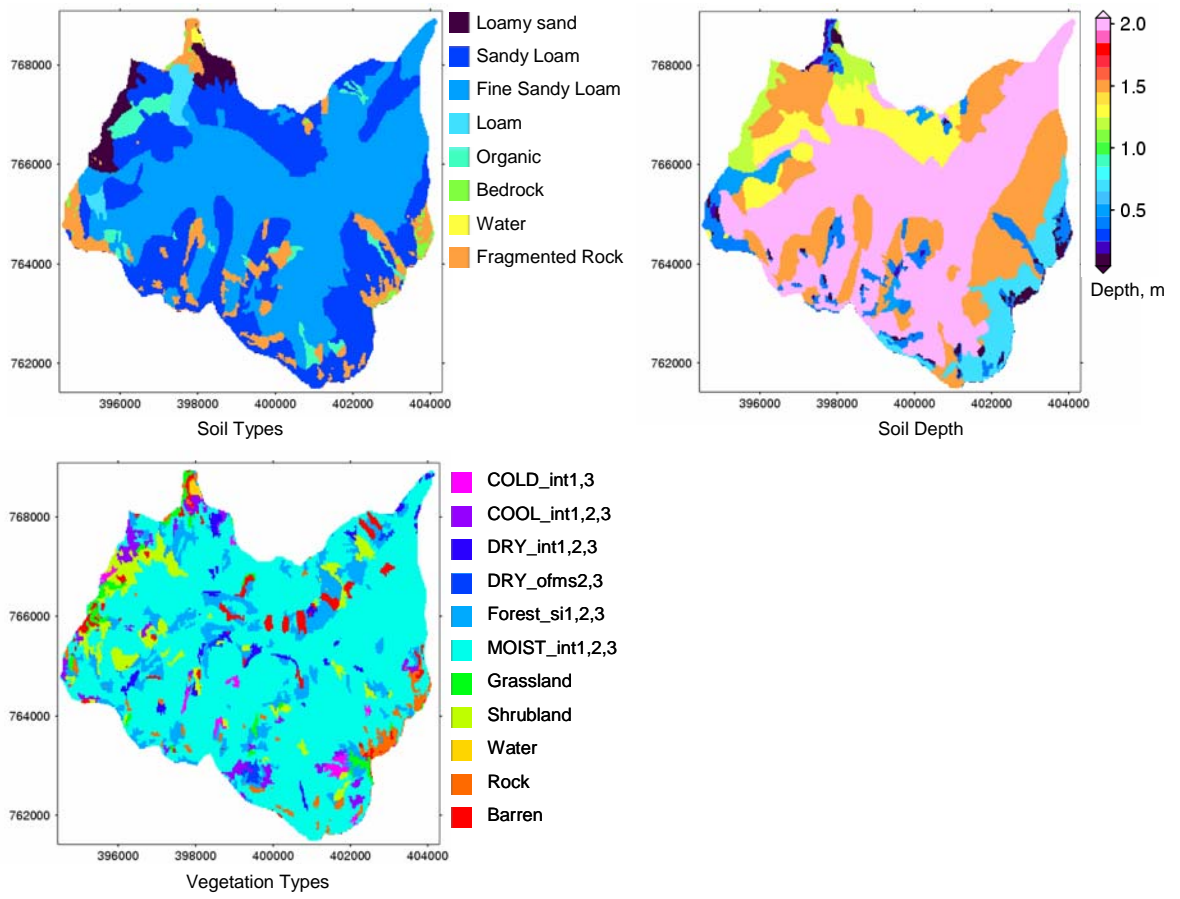 Loamy sand
Sandy Loam
Fine Sandy Loam
Loam
Organic
Bedrock
Water
Fragmented Rock
768000
766000
764000
762000
396000 398000 400000 402000 404000
Soil Types
768000
766000
764000
762000
396000 398000 400000 402000 404000
Soil Depth
2.0
1.5
1.0
0.5
Depth, m
768000
766000
764000
762000
396000 398000 400000 402000 404000
Vegetation Types
COLD_int1,3
COOL_int1,2,3
DRY_int1,2,3
DRY_ofms2,3
Forest_si1,2,3
MOIST_int1,2,3
Grassland
Shrubland
Water
Rock
Barren